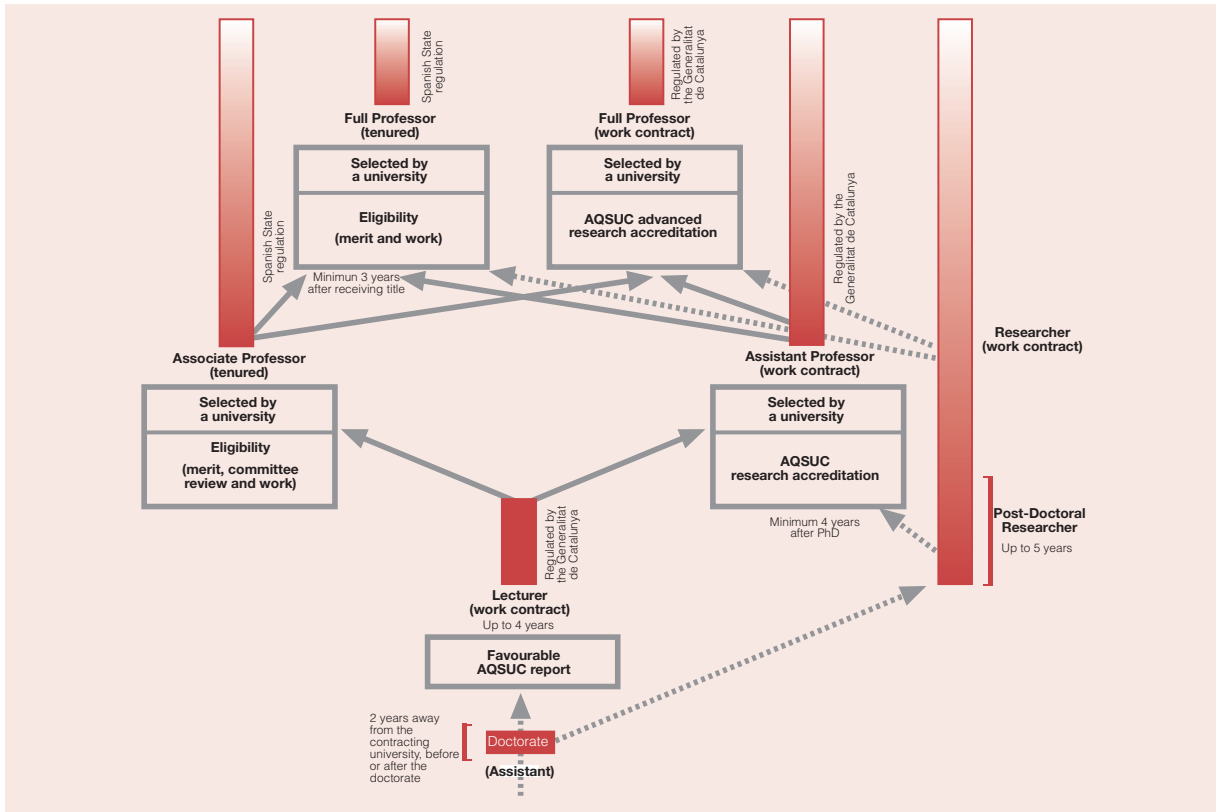 Spanish State
regulation
Full Professor
(tenured)
Selected by
a university
Eligibility
(merit and work)
Minimun 3 years
after receiving title
Regulated by
the Generalitat
de Catalunya
Full Professor
(work contract)
Selected by
a university
AQSUC advanced
research accreditation
Spanish State
regulation
Regulated by the
Generalitat de Catalunya
Associate Professor
(tenured)
Selected by
a university
Eligibility
(merit, committee
review and work)
Assistant Professor
(work contract)
Selected by
a university
AQSUC
research accreditation
Minimum 4 years
after PhD
Researcher
(work contract)
Post-Doctoral
Researcher
Up to 5 years
Regulated by
the Generalitat
de Catalunya
Lecturer
(work contract)
Up to 4 years
Favourable
AQSUC report
2 years away
from the
contracting
university, before
or after the
doctorate
Doctorate
(Assistant)